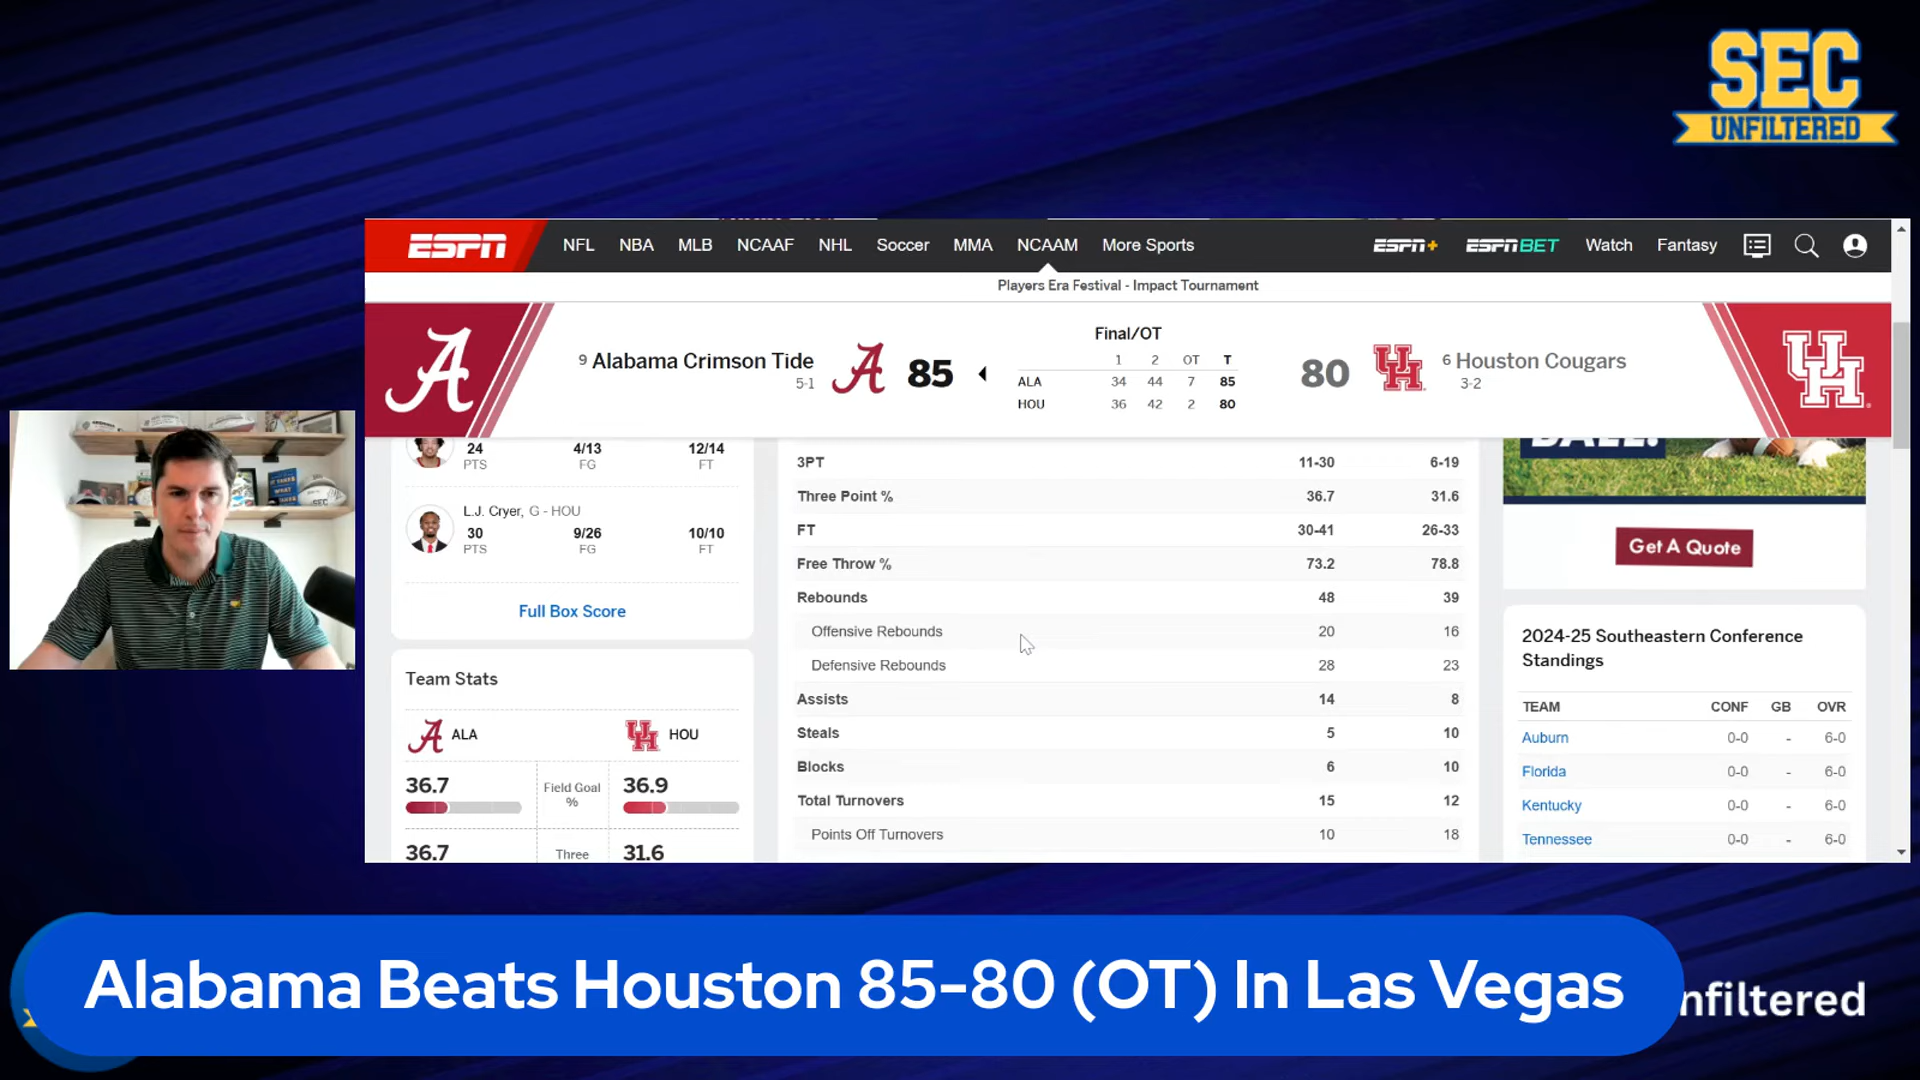 SEC
UNFILTERED
ESPN NFL NBA MLB NCAAF NHL Soccer MMA NCAAM More Sports ESPN+ ESPN BET Watch Fantasy
Players Era Festival - Impact Tournament
9 Alabama Crimson Tide
5-1
85
Final/OT
1 2 OT T
ALA 34 44 7 85
HOU 36 42 2 80
80
6 Houston Cougars
3-2
24 4/13 12/14
PTS FG FT
L.J. Cryer, G - HOU
30 9/26 10/10
PTS FG FT
Full Box Score
Team Stats
ALA HOU
36.7 Field Goal % 36.9
36.7 Three 31.6
3PT 11-30 6-19
Three Point % 36.7 31.6
FT 30-41 26-33
Free Throw % 73.2 78.8
Rebounds 48 39
Offensive Rebounds 20 16
Defensive Rebounds 28 23
Assists 14 8
Steals 5 10
Blocks 6 10
Total Turnovers 15 12
Points Off Turnovers 10 18
Get A Quote
2024-25 Southeastern Conference
Standings
TEAM CONF GB OVR
Auburn 0-0 - 6-0
Florida 0-0 - 6-0
Kentucky 0-0 - 6-0
Tennessee 0-0 - 6-0
Alabama Beats Houston 85-80 (OT) In Las Vegas
nfiltered